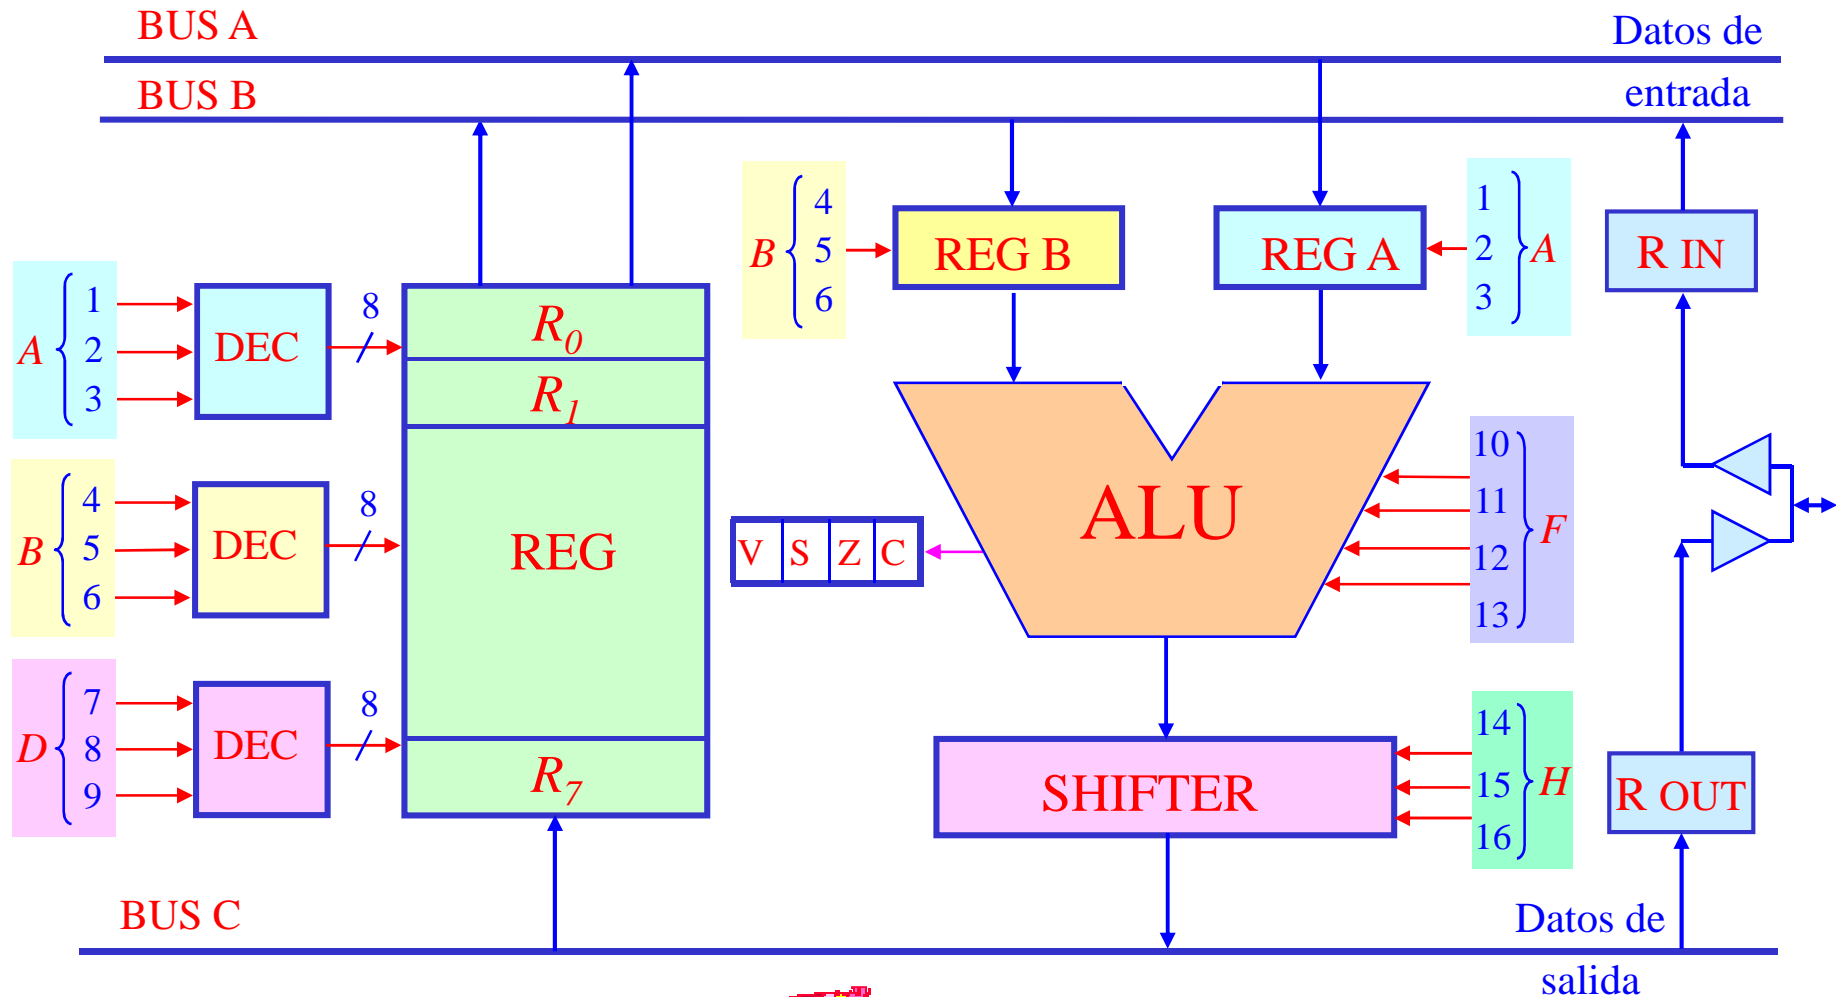 BUS A
Datos de
BUS B
entrada
B
4
5
6
REG B
REG A
1
2
3
A
R IN
A
1
2
3
DEC
8
R0
R1
B
4
5
6
DEC
8
REG
V S Z C
ALU
10
11
12
13
F
D
7
8
9
DEC
8
R7
SHIFTER
14
15
16
H
R OUT
BUS C
Datos de
salida